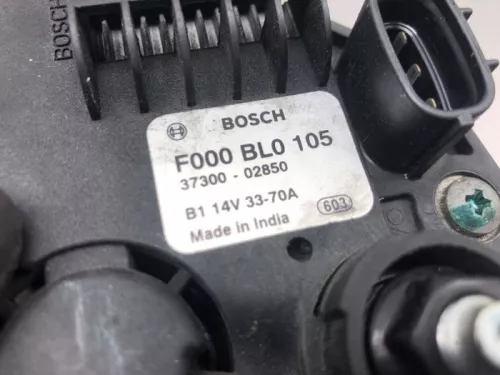 BOSCH
BOSCH
F000 BL0 105
37300 - 02850
B1 14V 33-70A
603
Made in India